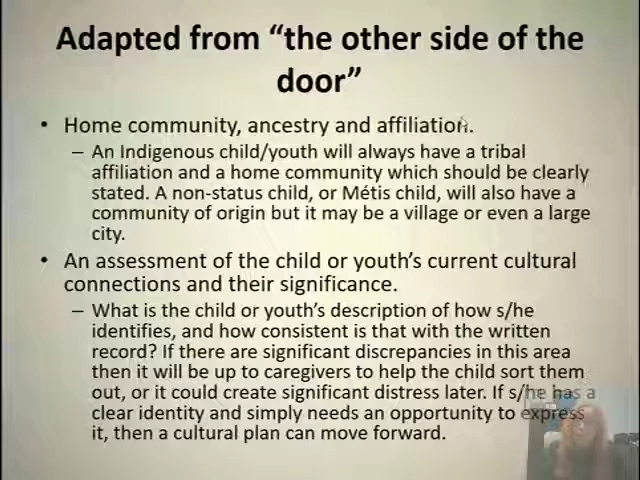 Adapted from “the other side of the
door”
• Home community, ancestry and affiliation.
– An Indigenous child/youth will always have a tribal
affiliation and a home community which should be clearly
stated. A non-status child, or Métis child, will also have a
community of origin but it may be a village or even a large
city.
• An assessment of the child or youth’s current cultural
connections and their significance.
– What is the child or youth’s description of how s/he
identifies, and how consistent is that with the written
record? If there are significant discrepancies in this area
then it will be up to caregivers to help the child sort them
out, or it could create significant distress later. If s/he has a
clear identity and simply needs an opportunity to express
it, then a cultural plan can move forward.